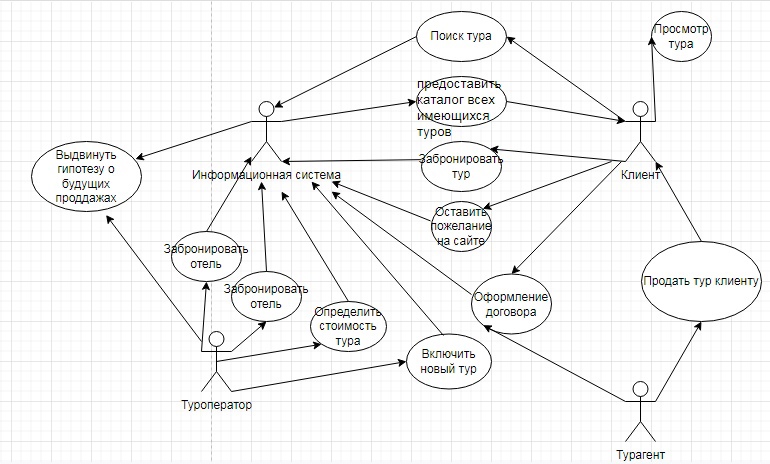 Поиск тура
Просмотр
тура
предоставить
каталог всех
имеющихся
туров
Выдвинуть
гипотезу о
будущих
проддажах
Информационная система
Забронировать
тур
Клиент
Оставить
пожелание
на сайте
Забронировать
отель
Забронировать
отель
Продать тур клиенту
Оформление
договора
Определить
стоимость
тура
Включить
новый тур
Туроператор
Турагент